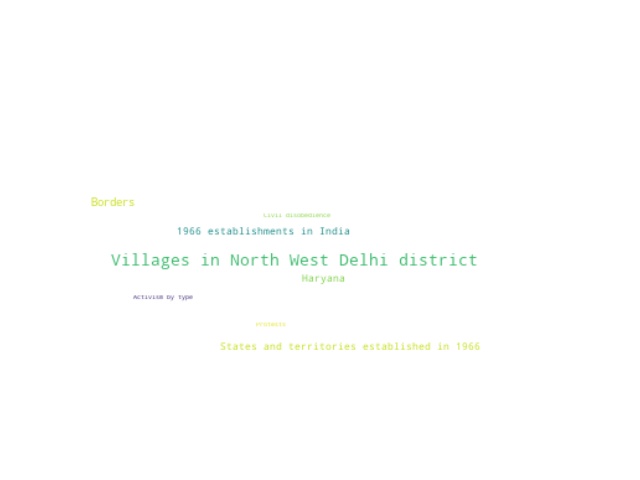 Borders
Civil disobedience
1966 establishments in India
Villages in North West Delhi district
Haryana
Activism by type
Protests
States and territories established in 1966